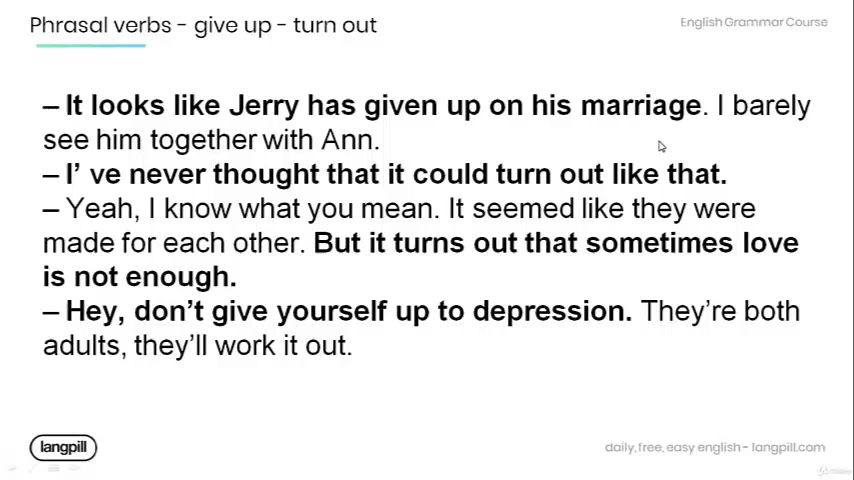 Phrasal verbs - give up - turn out
English Grammar Course
– It looks like Jerry has given up on his marriage. I barely
see him together with Ann.
– I’ ve never thought that it could turn out like that.
– Yeah, I know what you mean. It seemed like they were
made for each other. But it turns out that sometimes love
is not enough.
– Hey, don’t give yourself up to depression. They’re both
adults, they’ll work it out.
langpill
daily, free, easy english - langpill.com